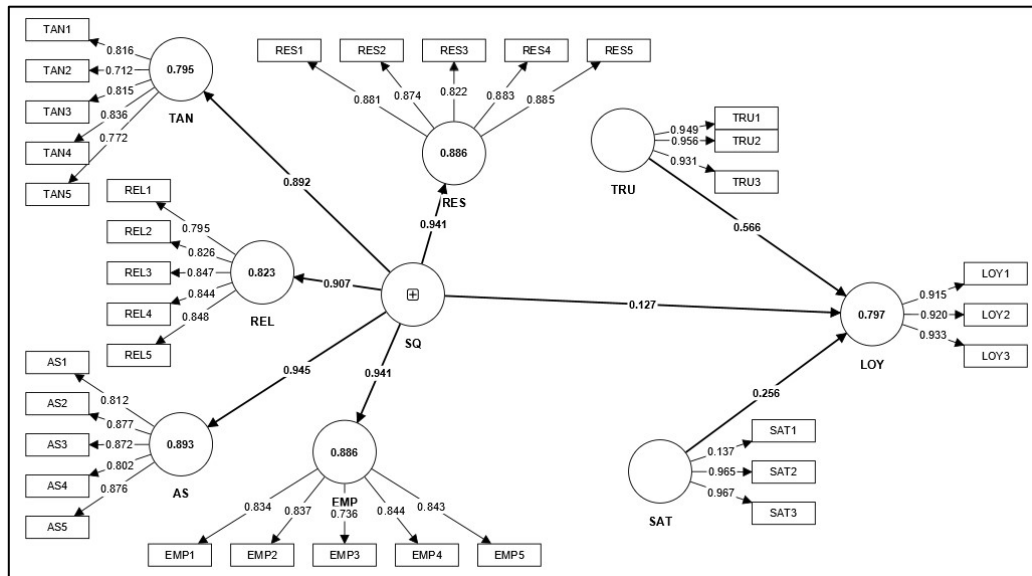 TAN1
TAN2
TAN3
TAN4
TAN5
0.816
0.712
0.815
0.836
0.772
0.795
TAN
RES1
RES2
RES3
RES4
RES5
0.881
0.874
0.822
0.883
0.885
0.886
RES
TRU1
TRU2
TRU3
0.949
0.956
0.931
TRU
0.892
0.941
0.566
REL1
REL2
REL3
REL4
REL5
0.795
0.826
0.847
0.844
0.848
0.823
REL
0.907
SQ
0.127
LOY1
LOY2
LOY3
0.915
0.920
0.933
0.797
LOY
0.945
0.941
0.256
AS1
AS2
AS3
AS4
AS5
0.812
0.877
0.872
0.802
0.876
0.893
AS
0.886
EMP
0.834
0.837
0.736
0.844
0.843
EMP1
EMP2
EMP3
EMP4
EMP5
SAT1
SAT2
SAT3
0.137
0.965
0.967
SAT